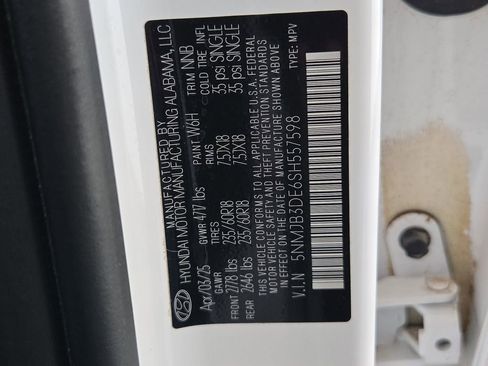 MANUFACTURED BY
HYUNDAI MOTOR MANUFACTURING ALABAMA, LLC
Apr/03/25 PAINT W6H TRIM NNB
GVWR 4717 lbs
GAWR TIRES RIMS COLD TIRE INFL
FRONT 2778 lbs 235/60R18 7.5JX18 35 psi SINGLE
REAR 2646 lbs 235/60R18 7.5JX18 35 psi SINGLE
THIS VEHICLE CONFORMS TO ALL APPLICABLE U.S.A. FEDERAL
MOTOR VEHICLE SAFETY AND THEFT PREVENTION STANDARDS
IN EFFECT ON THE DATE OF MANUFACTURE SHOWN ABOVE
V.I.N 5NMJB3DE6SH557598 TYPE: MPV